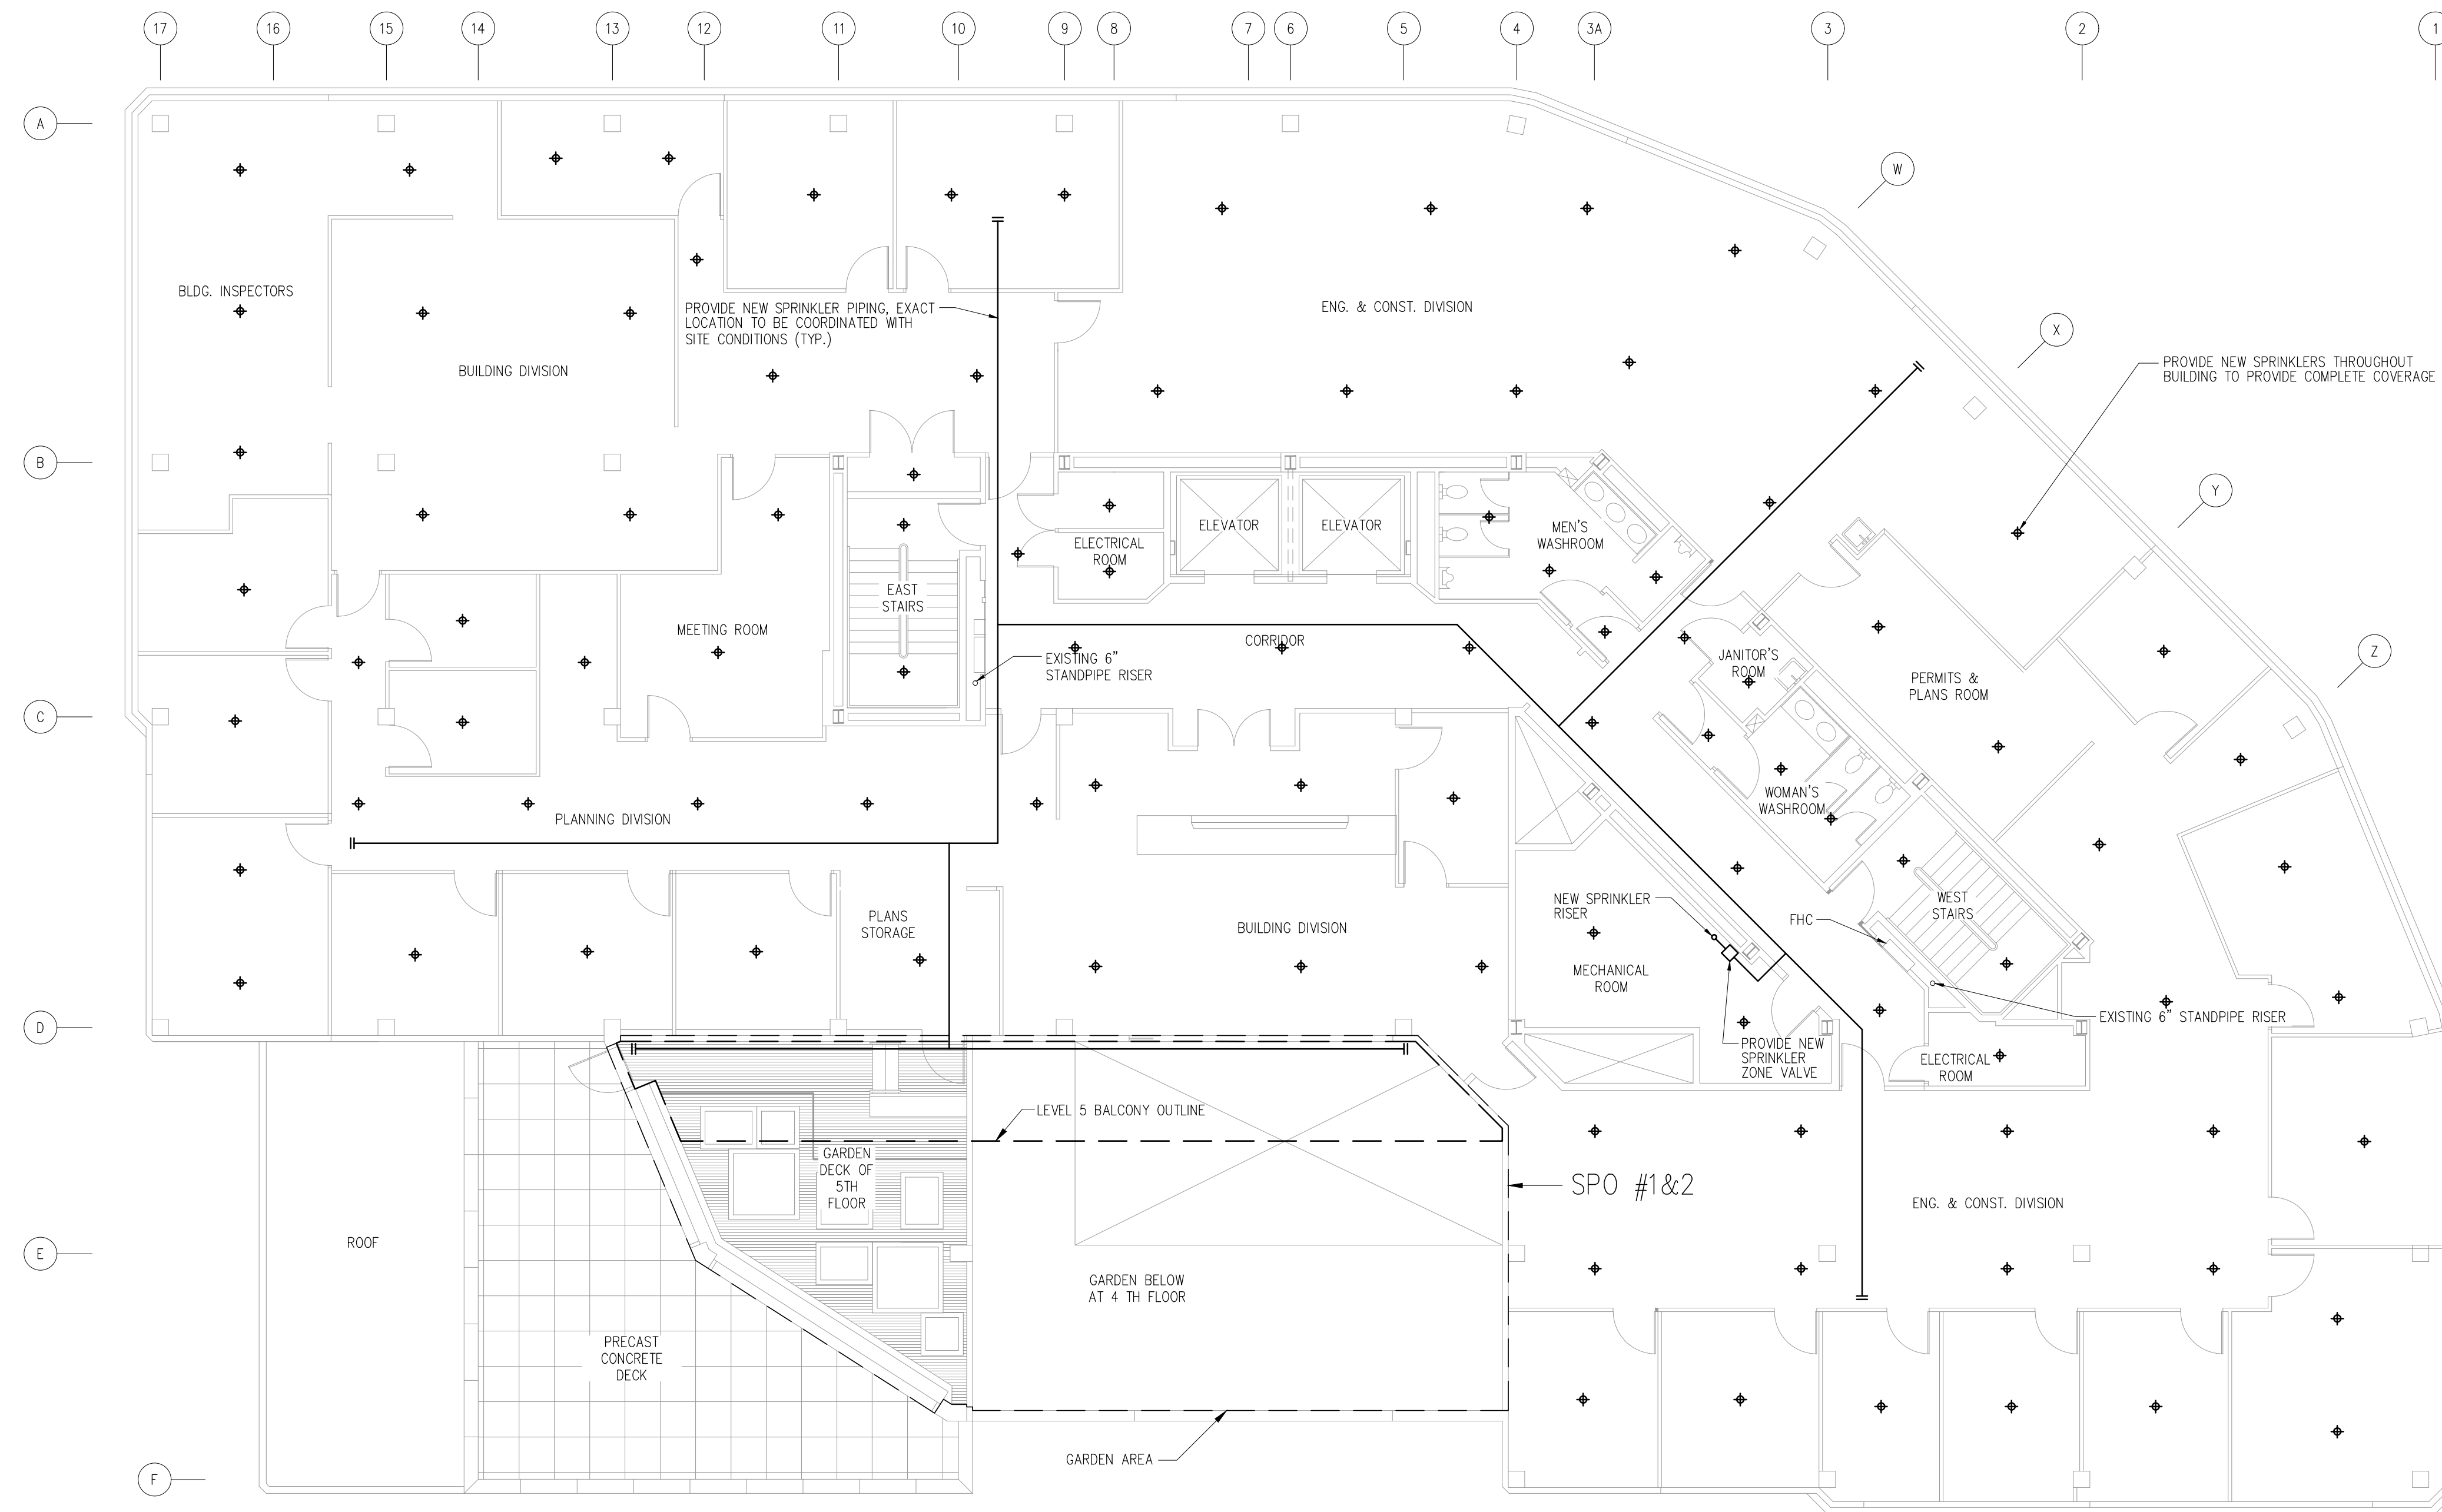 17
16
15
14
13
12
11
10
9
8
7
6
5
4
3A
3
2
1
A
W
BLDG. INSPECTORS
PROVIDE NEW SPRINKLER PIPING, EXACT
LOCATION TO BE COORDINATED WITH
SITE CONDITIONS (TYP.)
ENG. & CONST. DIVISION
X
BUILDING DIVISION
PROVIDE NEW SPRINKLERS THROUGHOUT
BUILDING TO PROVIDE COMPLETE COVERAGE
B
Y
ELEVATOR
ELEVATOR
MEN'S
WASHROOM
ELECTRICAL
ROOM
EAST
STAIRS
MEETING ROOM
CORRIDOR
EXISTING 6"
STANDPIPE RISER
JANITOR'S
ROOM
PERMITS &
PLANS ROOM
Z
C
WOMAN'S
WASHROOM
PLANNING DIVISION
PLANS
STORAGE
BUILDING DIVISION
NEW SPRINKLER
RISER
FHC
WEST
STAIRS
MECHANICAL
ROOM
D
EXISTING 6" STANDPIPE RISER
PROVIDE NEW
SPRINKLER
ZONE VALVE
ELECTRICAL
ROOM
LEVEL 5 BALCONY OUTLINE
GARDEN
DECK OF
5TH
FLOOR
SPO #1&2
ENG. & CONST. DIVISION
E
ROOF
GARDEN BELOW
AT 4 TH FLOOR
PRECAST
CONCRETE
DECK
GARDEN AREA
F